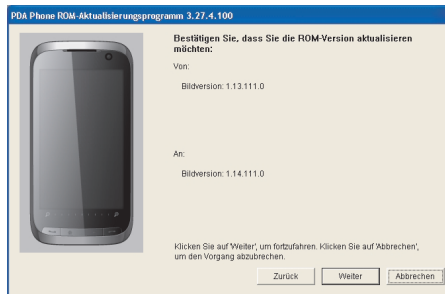 PDA Phone ROM-Aktualisierungsprogramm 3.27.4.100
Bestätigen Sie, dass Sie die ROM-Version aktualisieren
möchten:
Von:
Bildversion: 1.13.111.0
An:
Bildversion: 1.14.111.0
Klicken Sie auf 'Weiter', um fortzufahren. Klicken Sie auf 'Abbrechen',
um den Vorgang abzubrechen.
Zurück Weiter Abbrechen